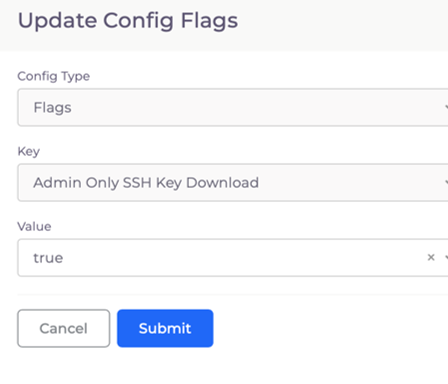 Update Config Flags
Config Type
Flags
Key
Admin Only SSH Key Download
Value
true
Cancel Submit